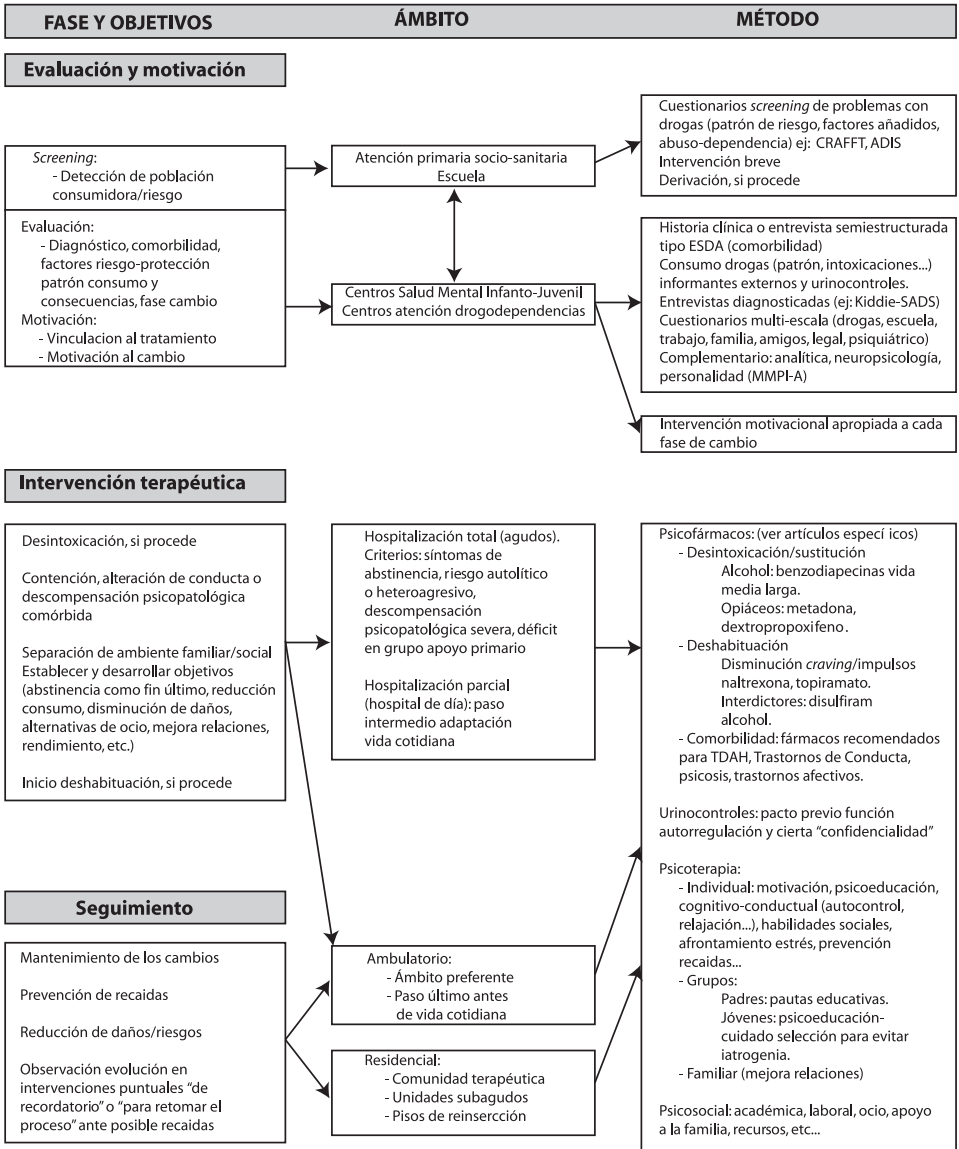 FASE Y OBJETIVOS
ÁMBITO
MÉTODO
Evaluación y motivación
Screening:
- Detección de población
consumidora/riesgo
Evaluación:
- Diagnóstico, comorbilidad,
factores riesgo-protección
patrón consumo y
consecuencias, fase cambio
Motivación:
- Vinculacion al tratamiento
- Motivación al cambio
Atención primaria socio-sanitaria
Escuela
Centros Salud Mental Infanto-Juvenil
Centros atención drogodependencias
Cuestionarios screening de problemas con
drogas (patrón de riesgo, factores añadidos,
abuso-dependencia) ej: CRAFFT, ADIS
Intervención breve
Derivación, si procede
Historia clínica o entrevista semiestructurada
tipo ESDA (comorbilidad)
Consumo drogas (patrón, intoxicaciones...)
informantes externos y urinocontroles.
Entrevistas diagnosticadas (ej: Kiddie-SADS)
Cuestionarios multi-escala (drogas, escuela,
trabajo, familia, amigos, legal, psiquiátrico)
Complementario: analítica, neuropsicología,
personalidad (MMPI-A)
Intervención motivacional apropiada a cada
fase de cambio
Intervención terapéutica
Desintoxicación, si procede
Contención, alteración de conducta o
descompensación psicopatológica
comórbida
Separación de ambiente familiar/social
Establecer y desarrollar objetivos
(abstinencia como fin último, reducción
consumo, disminución de daños,
alternativas de ocio, mejora relaciones,
rendimiento, etc.)
Inicio deshabituación, si procede
Hospitalización total (agudos).
Criterios: síntomas de
abstinencia, riesgo autolítico
o heteroagresivo,
descompensación
psicopatológica severa, déficit
en grupo apoyo primario
Hospitalización parcial
(hospital de día): paso
intermedio adaptación
vida cotidiana
Psicofármacos: (ver artículos especí icos)
- Desintoxicación/sustitución
Alcohol: benzodiapecinas vida
media larga.
Opiáceos: metadona,
dextropropoxifeno.
- Deshabituación
Disminución craving/impulsos
naltrexona, topiramato.
Interdictores: disulfiram
alcohol.
- Comorbilidad: fármacos recomendados
para TDAH, Trastornos de Conducta,
psicosis, trastornos afectivos.
Urinocontroles: pacto previo función
autorregulación y cierta "confidencialidad"
Psicoterapia:
- Individual: motivación, psicoeducación,
cognitivo-conductual (autocontrol,
relajación...), habilidades sociales,
afrontamiento estrés, prevención
recaidas...
- Grupos:
Padres: pautas educativas.
Jóvenes: psicoeducación-
cuidado selección para evitar
iatrogenia.
- Familiar (mejora relaciones)
Psicosocial: académica, laboral, ocio, apoyo
a la familia, recursos, etc...
Seguimiento
Mantenimiento de los cambios
Prevención de recaidas
Reducción de daños/riesgos
Observación evolución en
intervenciones puntuales "de
recordatorio" o "para retomar el
proceso" ante posible recaidas
Ambulatorio:
- Ámbito preferente
- Paso último antes
de vida cotidiana
Residencial:
- Comunidad terapéutica
- Unidades subagudos
- Pisos de reinsercción